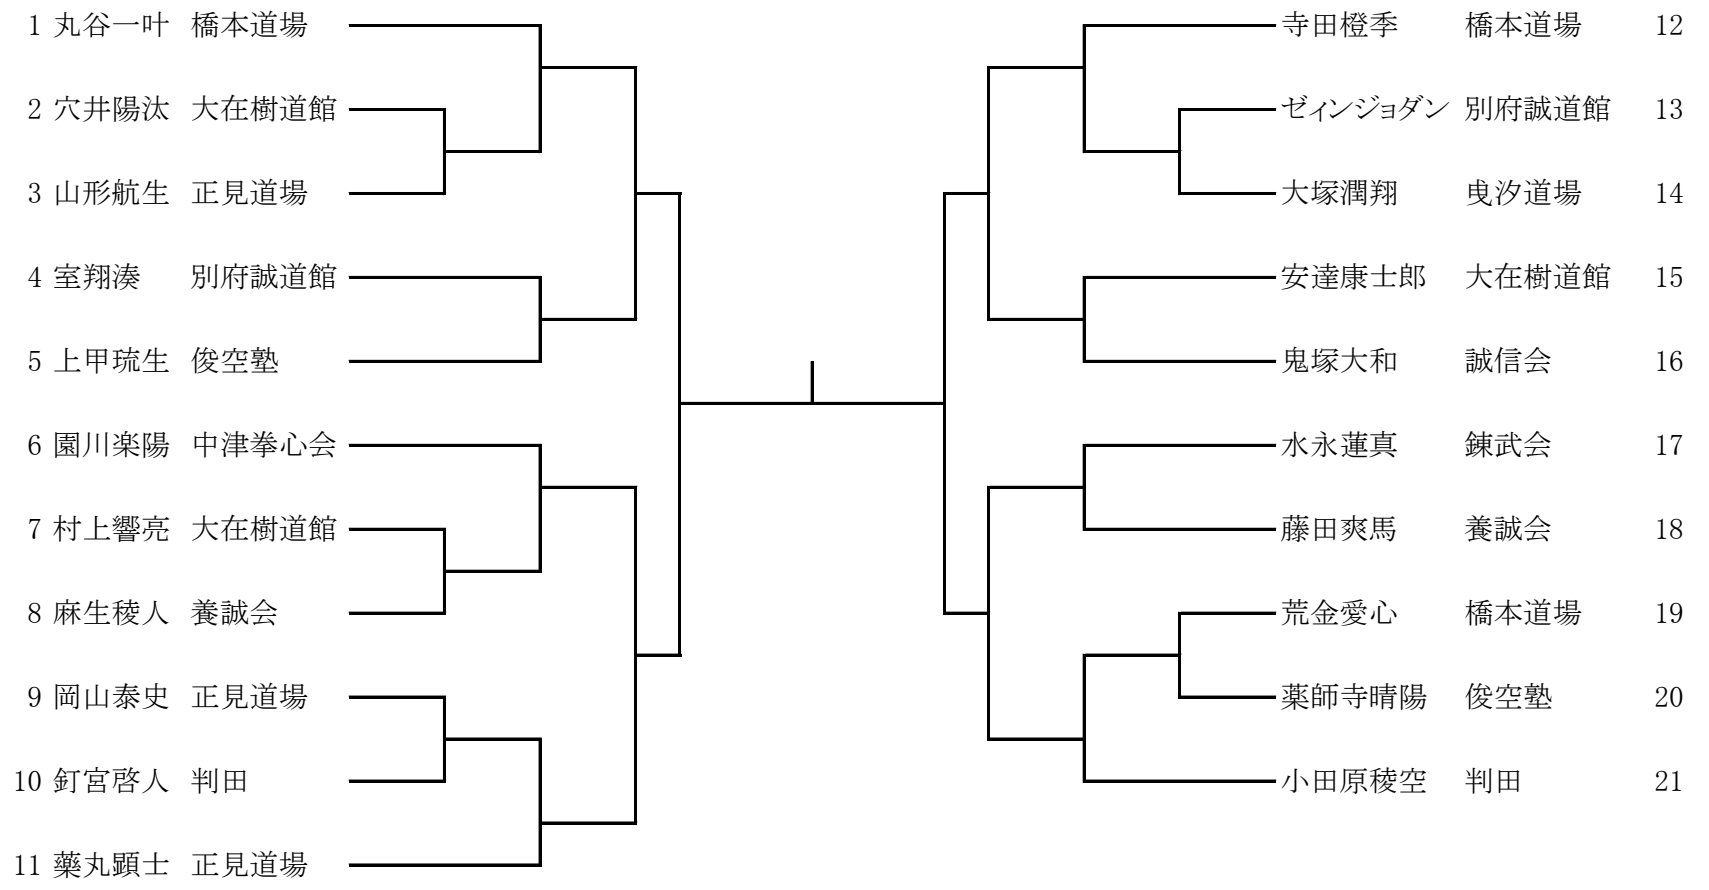 1 丸谷一叶 橋本道場
2 穴井陽汰 大在樹道館
3 山形航生 正見道場
4 室翔湊 別府誠道館
5 上甲琉生 俊空塾
6 園川楽陽 中津拳心会
7 村上響亮 大在樹道館
8 麻生稜人 養誠会
9 岡山泰史 正見道場
10 釘宮啓人 判田
11 藥丸顕士 正見道場
寺田橙季 橋本道場 12
ゼィンジョダン 別府誠道館 13
大塚潤翔 曵汐道場 14
安達康士郎 大在樹道館 15
鬼塚大和 誠信会 16
水永蓮真 錬武会 17
藤田爽馬 養誠会 18
荒金愛心 橋本道場 19
薬師寺晴陽 俊空塾 20
小田原稜空 判田 21